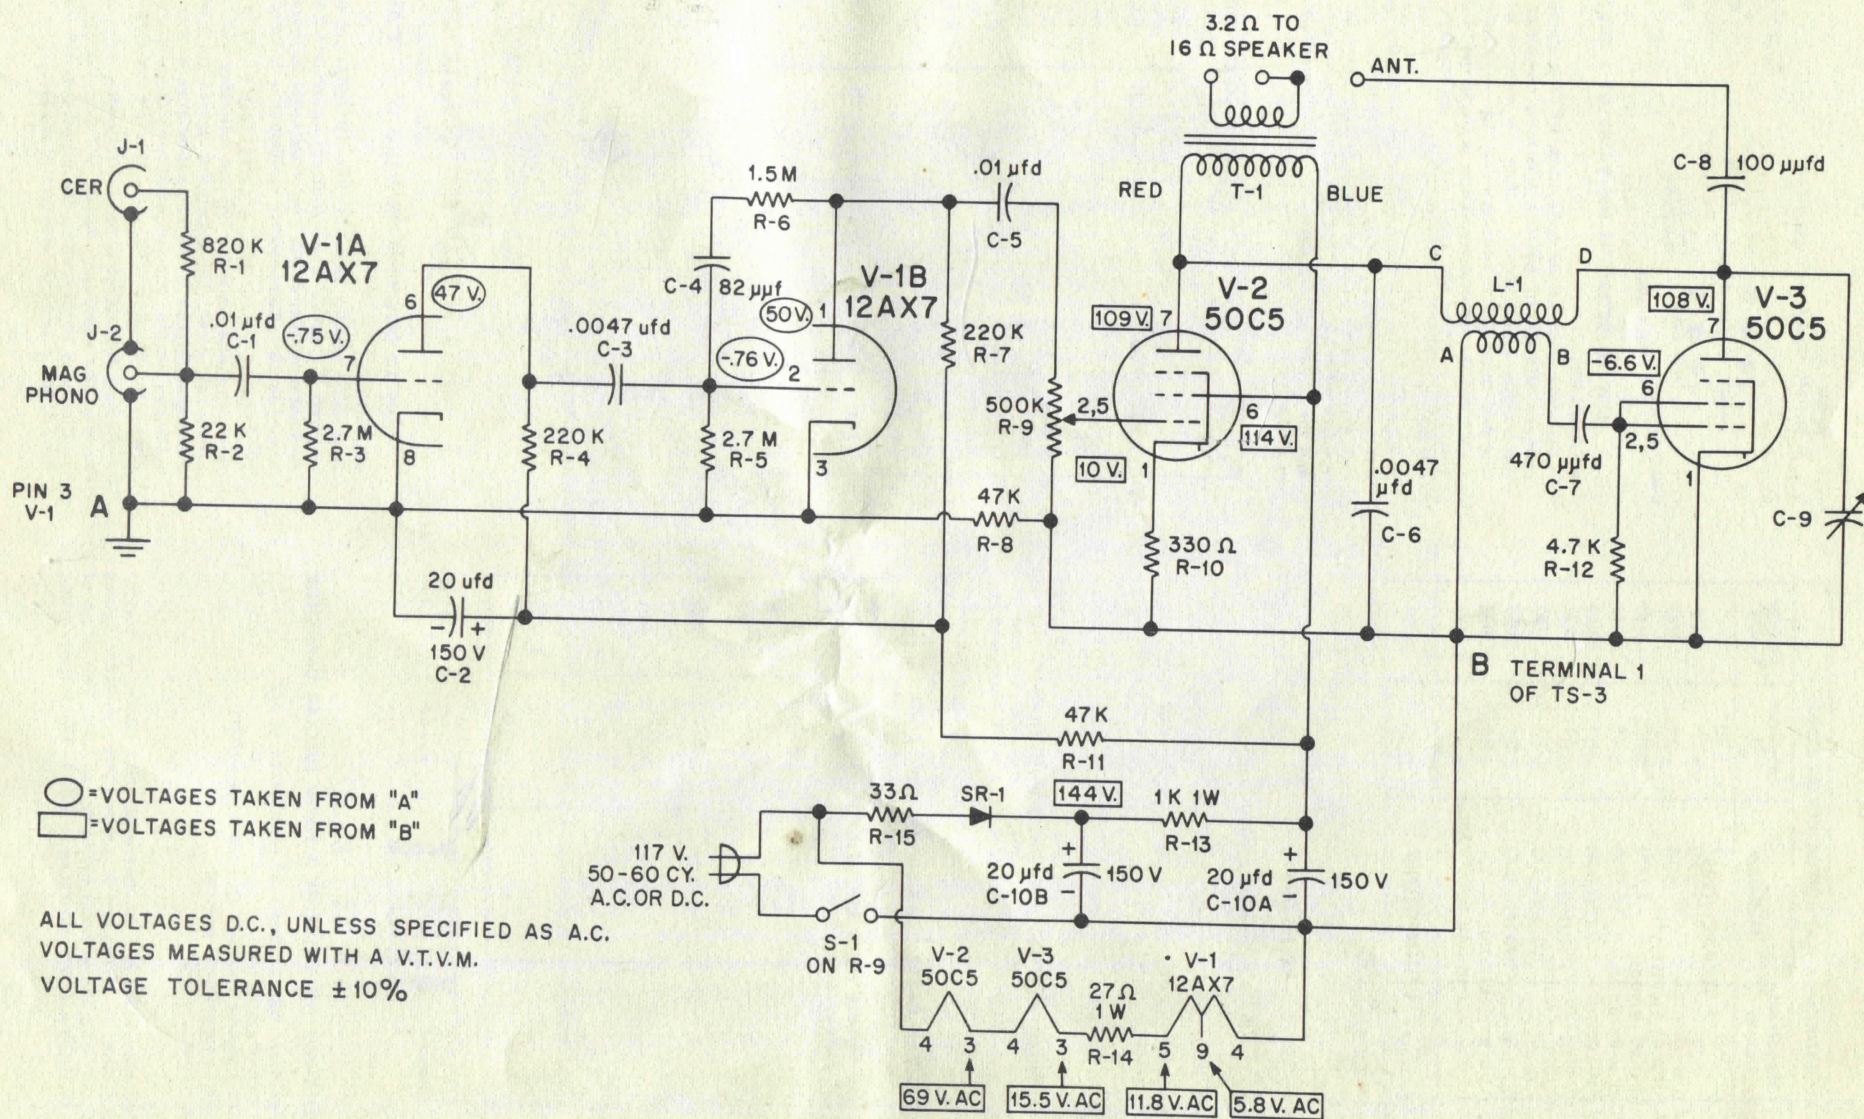 3.2 Ω TO
16 Ω SPEAKER
ANT.
J-1
CER
820 K
R-1
V-1A
12AX7
6
47 V.
.01 µfd
C-1
-.75 V.
7
J-2
MAG
PHONO
22 K
R-2
2.7 M
R-3
8
PIN 3
V-1
A
220 K
R-4
.0047 ufd
C-3
20 ufd
- +
150 V
C-2
1.5 M
R-6
C-4
82 µµf
50 V.
1
V-1B
12AX7
-.76 V.
2
2.7 M
R-5
3
.01 µfd
C-5
220 K
R-7
500K
R-9
2,5
47K
R-8
RED
T-1
BLUE
109 V.
7
V-2
50C5
6
114 V.
10 V.
1
330 Ω
R-10
.0047
µfd
C-6
C
L-1
D
A
B
C-8
100 µµfd
108 V.
7
V-3
50C5
-6.6 V.
6
2,5
470 µµfd
C-7
1
4.7 K
R-12
C-9
B
TERMINAL 1
OF TS-3
47 K
R-11
33Ω
R-15
SR-1
144 V.
1K 1W
R-13
117 V.
50-60 CY.
A.C. OR D.C.
+
20 µfd
150 V
C-10B
-
+
20 µfd
150 V
C-10A
-
S-1
ON R-9
V-2
50C5
V-3
50C5
27Ω
1 W
R-14
V-1
12AX7
4
3
4
3
5
9
4
69 V. AC
15.5 V. AC
11.8 V. AC
5.8 V. AC
=VOLTAGES TAKEN FROM "A"
=VOLTAGES TAKEN FROM "B"
ALL VOLTAGES D.C., UNLESS SPECIFIED AS A.C.
VOLTAGES MEASURED WITH A V.T.V.M.
VOLTAGE TOLERANCE ±10%